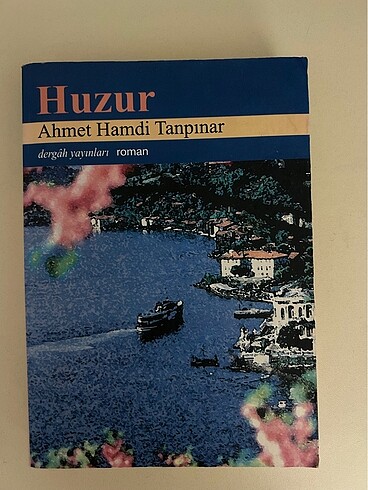 Huzur
Ahmet Hamdi Tanpınar
dergâh yayınları roman